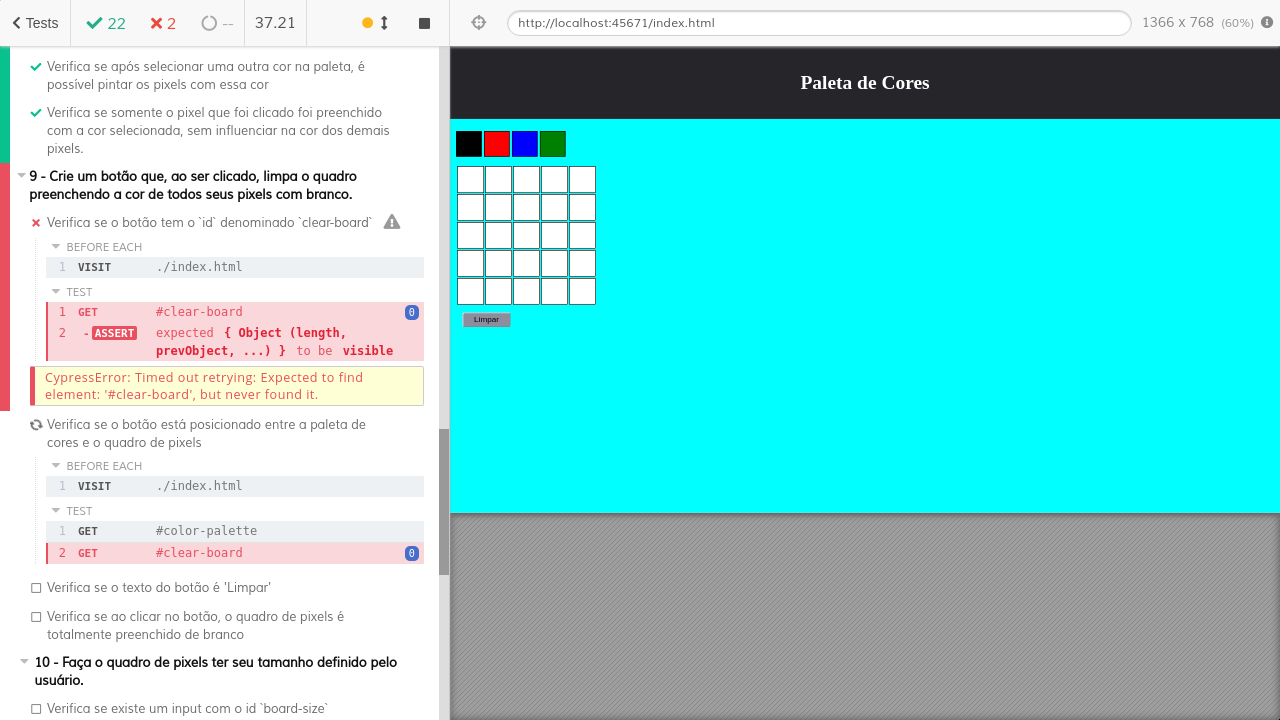 Tests
22
2
--
37.21
http://localhost:45671/index.html
1366 x 768 (60%)
Verifica se após selecionar uma outra cor na paleta, é
possível pintar os pixels com essa cor
Verifica se somente o pixel que foi clicado foi preenchido
com a cor selecionada, sem influenciar na cor dos demais
pixels.
9 - Crie um botão que, ao ser clicado, limpa o quadro
preenchendo a cor de todos seus pixels com branco.
Verifica se o botão tem o `id` denominado `clear-board`
BEFORE EACH
1 VISIT ./index.html
TEST
1 GET #clear-board 0
2 -ASSERT expected { Object (length,
prevObject, ...) } to be visible
CypressError: Timed out retrying: Expected to find
element: '#clear-board', but never found it.
Verifica se o botão está posicionado entre a paleta de
cores e o quadro de pixels
BEFORE EACH
1 VISIT ./index.html
TEST
1 GET #color-palette
2 GET #clear-board 0
Verifica se o texto do botão é 'Limpar'
Verifica se ao clicar no botão, o quadro de pixels é
totalmente preenchido de branco
10 - Faça o quadro de pixels ter seu tamanho definido pelo
usuário.
Verifica se existe um input com o id `board-size`
Paleta de Cores
Limpar